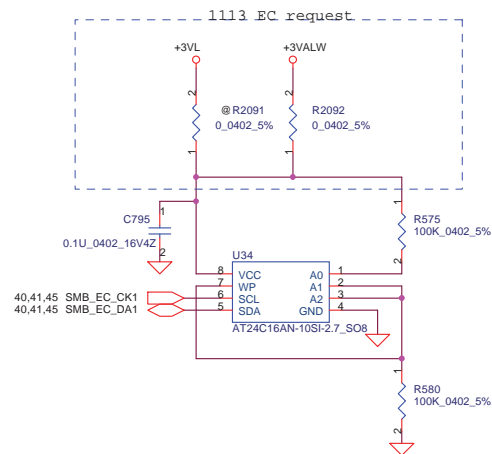 1113 EC request
+3VL +3VALW
2 2
@ R2091 R2092
0_0402_5% 0_0402_5%
1 1
C795 1 1 R575
0.1U_0402_16V4Z 100K_0402_5%
2 2
U34
8 VCC A0 1
7 WP A1 2
40,41,45 SMB_EC_CK1 6 SCL A2 3
40,41,45 SMB_EC_DA1 5 SDA GND 4
AT24C16AN-10SI-2.7_SO8
1
R580
100K_0402_5%
2